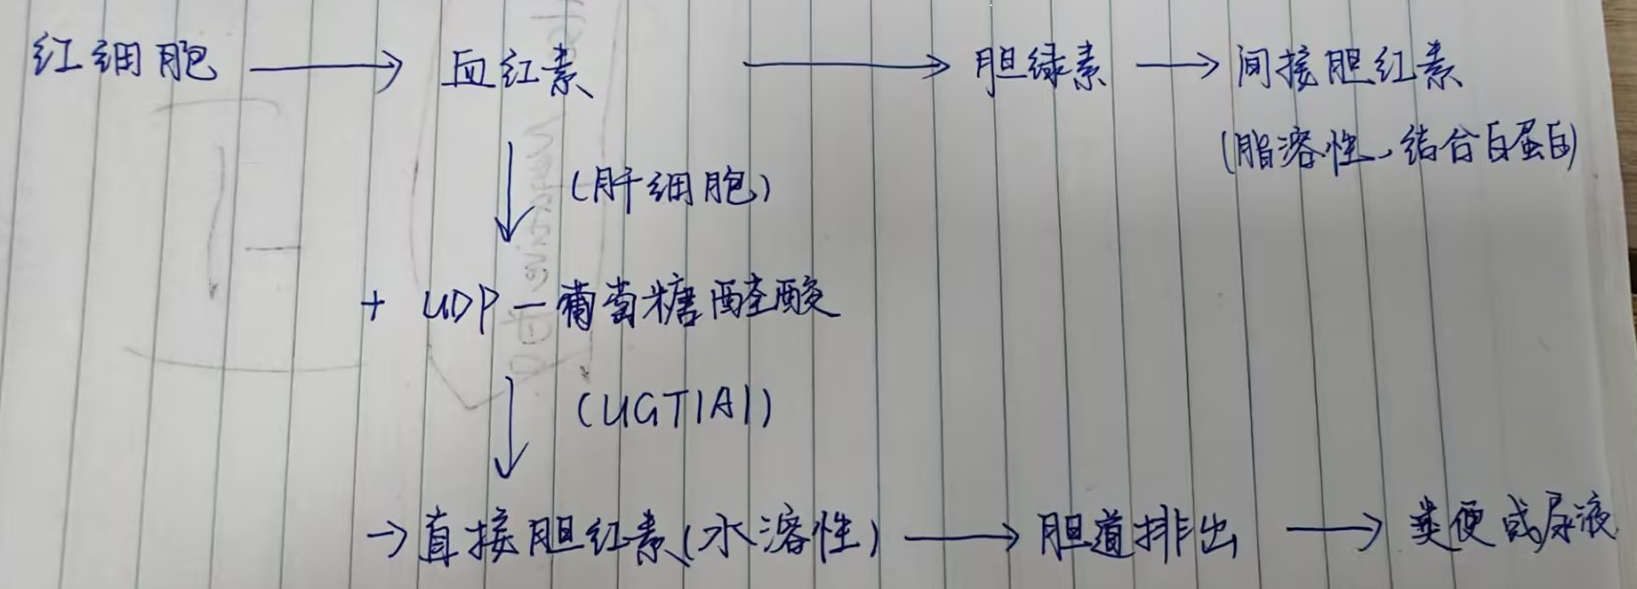 红细胞 → 血红素 → 胆绿素 → 间接胆红素
(脂溶性、结合白蛋白)
↓ (肝细胞)
+ UDP-葡萄糖醛酸
↓ (UGT1A1)
→直接胆红素(水溶性) → 胆道排出 → 粪便或尿液